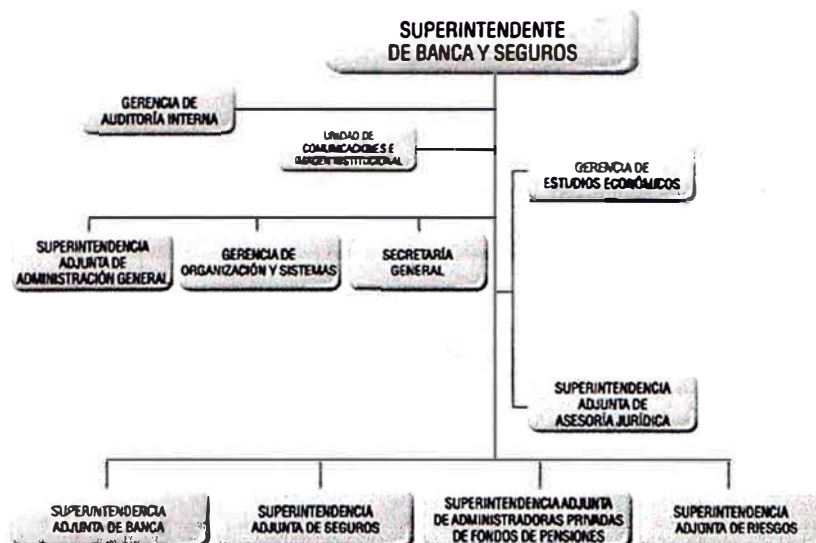 SUPERINTENDENTE
DE BANCA Y SEGUROS
GERENCIA DE
AUDITORÍA INTERNA
UNIDAD DE
COMUNICACIONES E
IMAGEN INSTITUCIONAL
GERENCIA DE
ESTUDIOS ECONÓMICOS
SUPERINTENDENCIA
ADJUNTA DE
ADMINISTRACIÓN GENERAL
GERENCIA DE
ORGANIZACIÓN Y SISTEMAS
SECRETARÍA
GENERAL
SUPERINTENDENCIA
ADJUNTA DE
ASESORÍA JURÍDICA
SUPERINTENDENCIA
ADJUNTA DE BANCA
SUPERINTENDENCIA
ADJUNTA DE SEGUROS
SUPERINTENDENCIA ADJUNTA
DE ADMINISTRADORAS PRIVADAS
DE FONDOS DE PENSIONES
SUPERINTENDENCIA
ADJUNTA DE RIESGOS